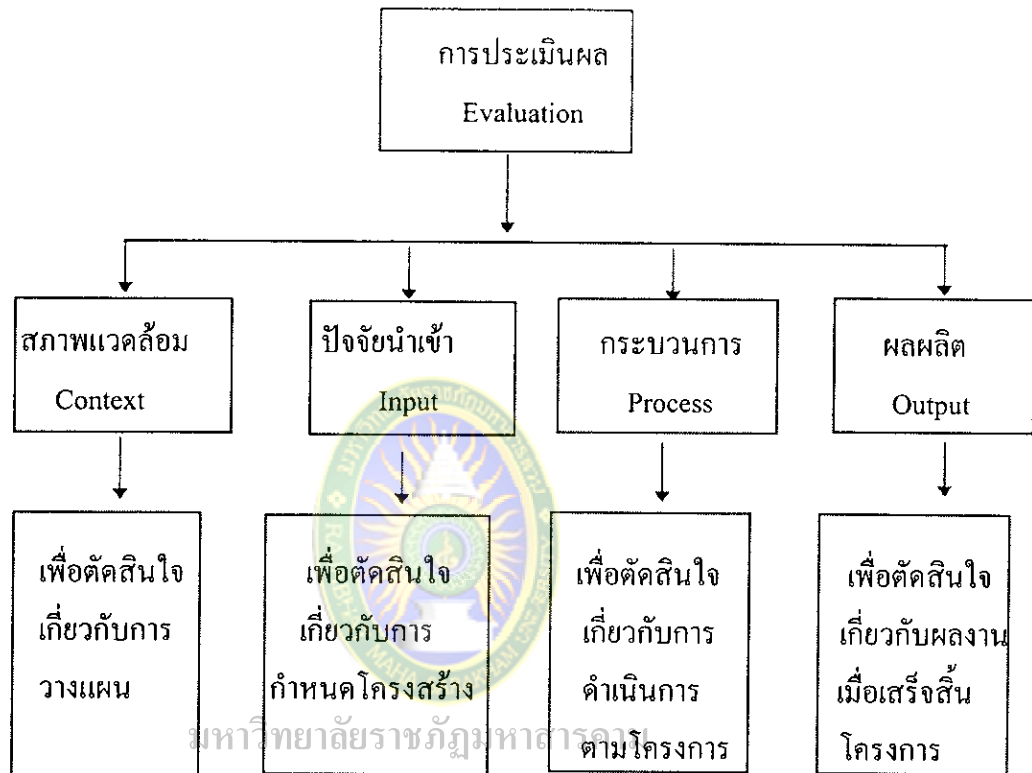 การประเมินผล
Evaluation
สภาพแวดล้อม
Context
ปัจจัยนำเข้า
Input
กระบวนการ
Process
ผลผลิต
Output
เพื่อตัดสินใจ
เกี่ยวกับการ
วางแผน
เพื่อตัดสินใจ
เกี่ยวกับการ
กำหนดโครงสร้าง
เพื่อตัดสินใจ
เกี่ยวกับการ
ดำเนินการ
ตามโครงการ
เพื่อตัดสินใจ
เกี่ยวกับผลงาน
เมื่อเสร็จสิ้น
โครงการ
มหาวิทยาลัยราชภัฏมหาสารคาม